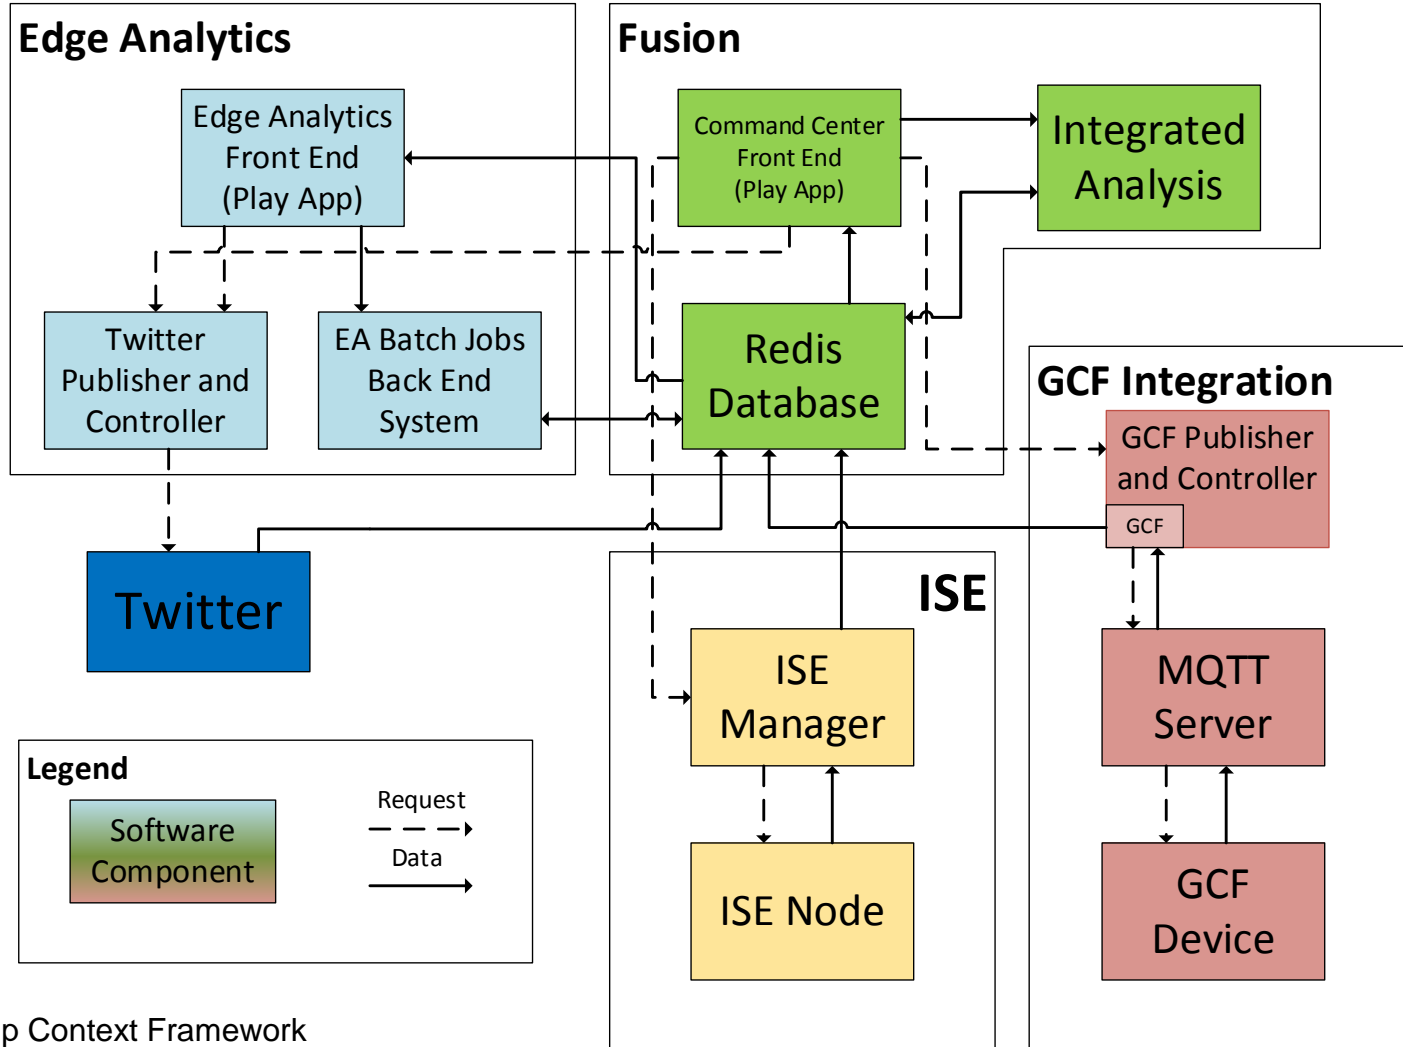 Edge Analytics
Edge Analytics
Front End
(Play App)
Twitter
Publisher and
Controller
EA Batch Jobs
Back End
System
Twitter
Fusion
Command Center
Front End
(Play App)
Integrated
Analysis
Redis
Database
GCF Integration
GCF Publisher
and Controller
GCF
MQTT
Server
GCF
Device
ISE
ISE
Manager
ISE Node
Legend
Software
Component
Request
Data
p Context Framework